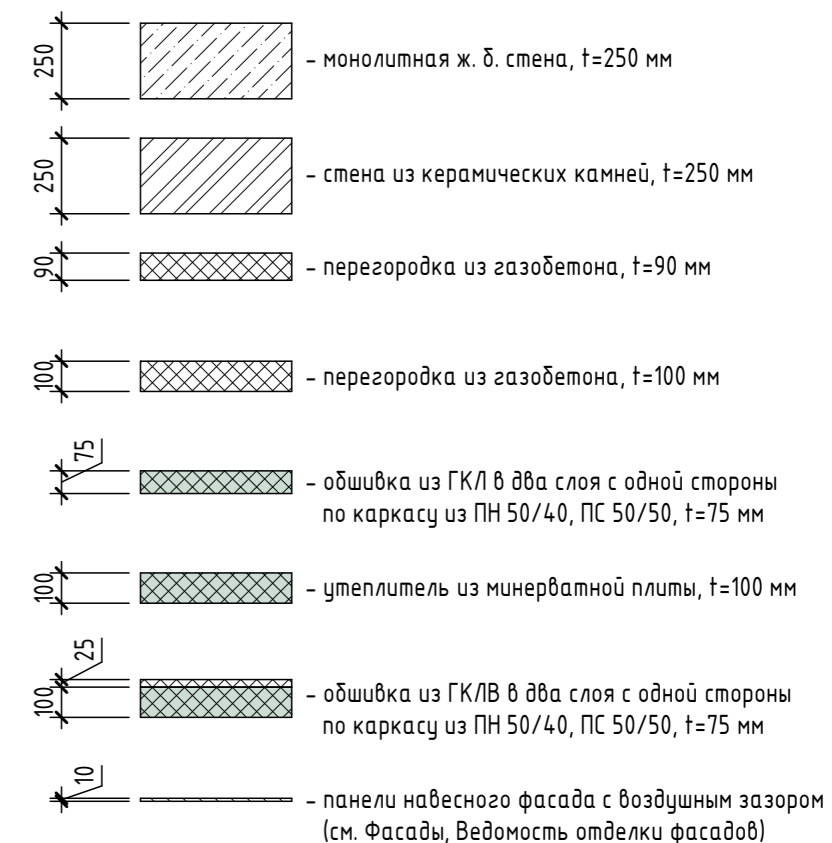 250
– монолитная ж. б. стена, t=250 мм
250
– стена из керамических камней, t=250 мм
90
– перегородка из газобетона, t=90 мм
100
– перегородка из газобетона, t=100 мм
75
– обшивка из ГКЛ в два слоя с одной стороны
по каркасу из ПН 50/40, ПС 50/50, t=75 мм
100
– утеплитель из минерватной плиты, t=100 мм
25
100
– обшивка из ГКЛВ в два слоя с одной стороны
по каркасу из ПН 50/40, ПС 50/50, t=75 мм
10
– панели навесного фасада с воздушным зазором
(см. Фасады, Ведомость отделки фасадов)